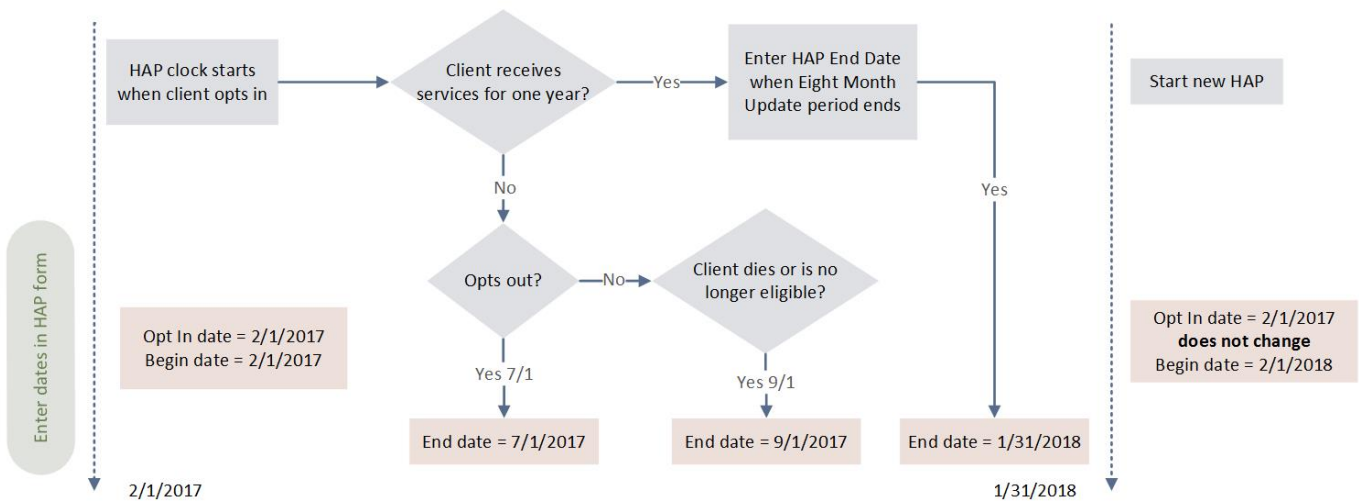 HAP clock starts
when client opts in
Client receives
services for one year?
Yes
Enter HAP End Date
when Eight Month
Update period ends
Start new HAP
No
Yes
Enter dates in HAP form
Opts out?
No
Client dies or is no
longer eligible?
Opt In date = 2/1/2017
Begin date = 2/1/2017
Opt In date = 2/1/2017
does not change
Begin date = 2/1/2018
Yes 7/1
Yes 9/1
End date = 7/1/2017
End date = 9/1/2017
End date = 1/31/2018
2/1/2017
1/31/2018